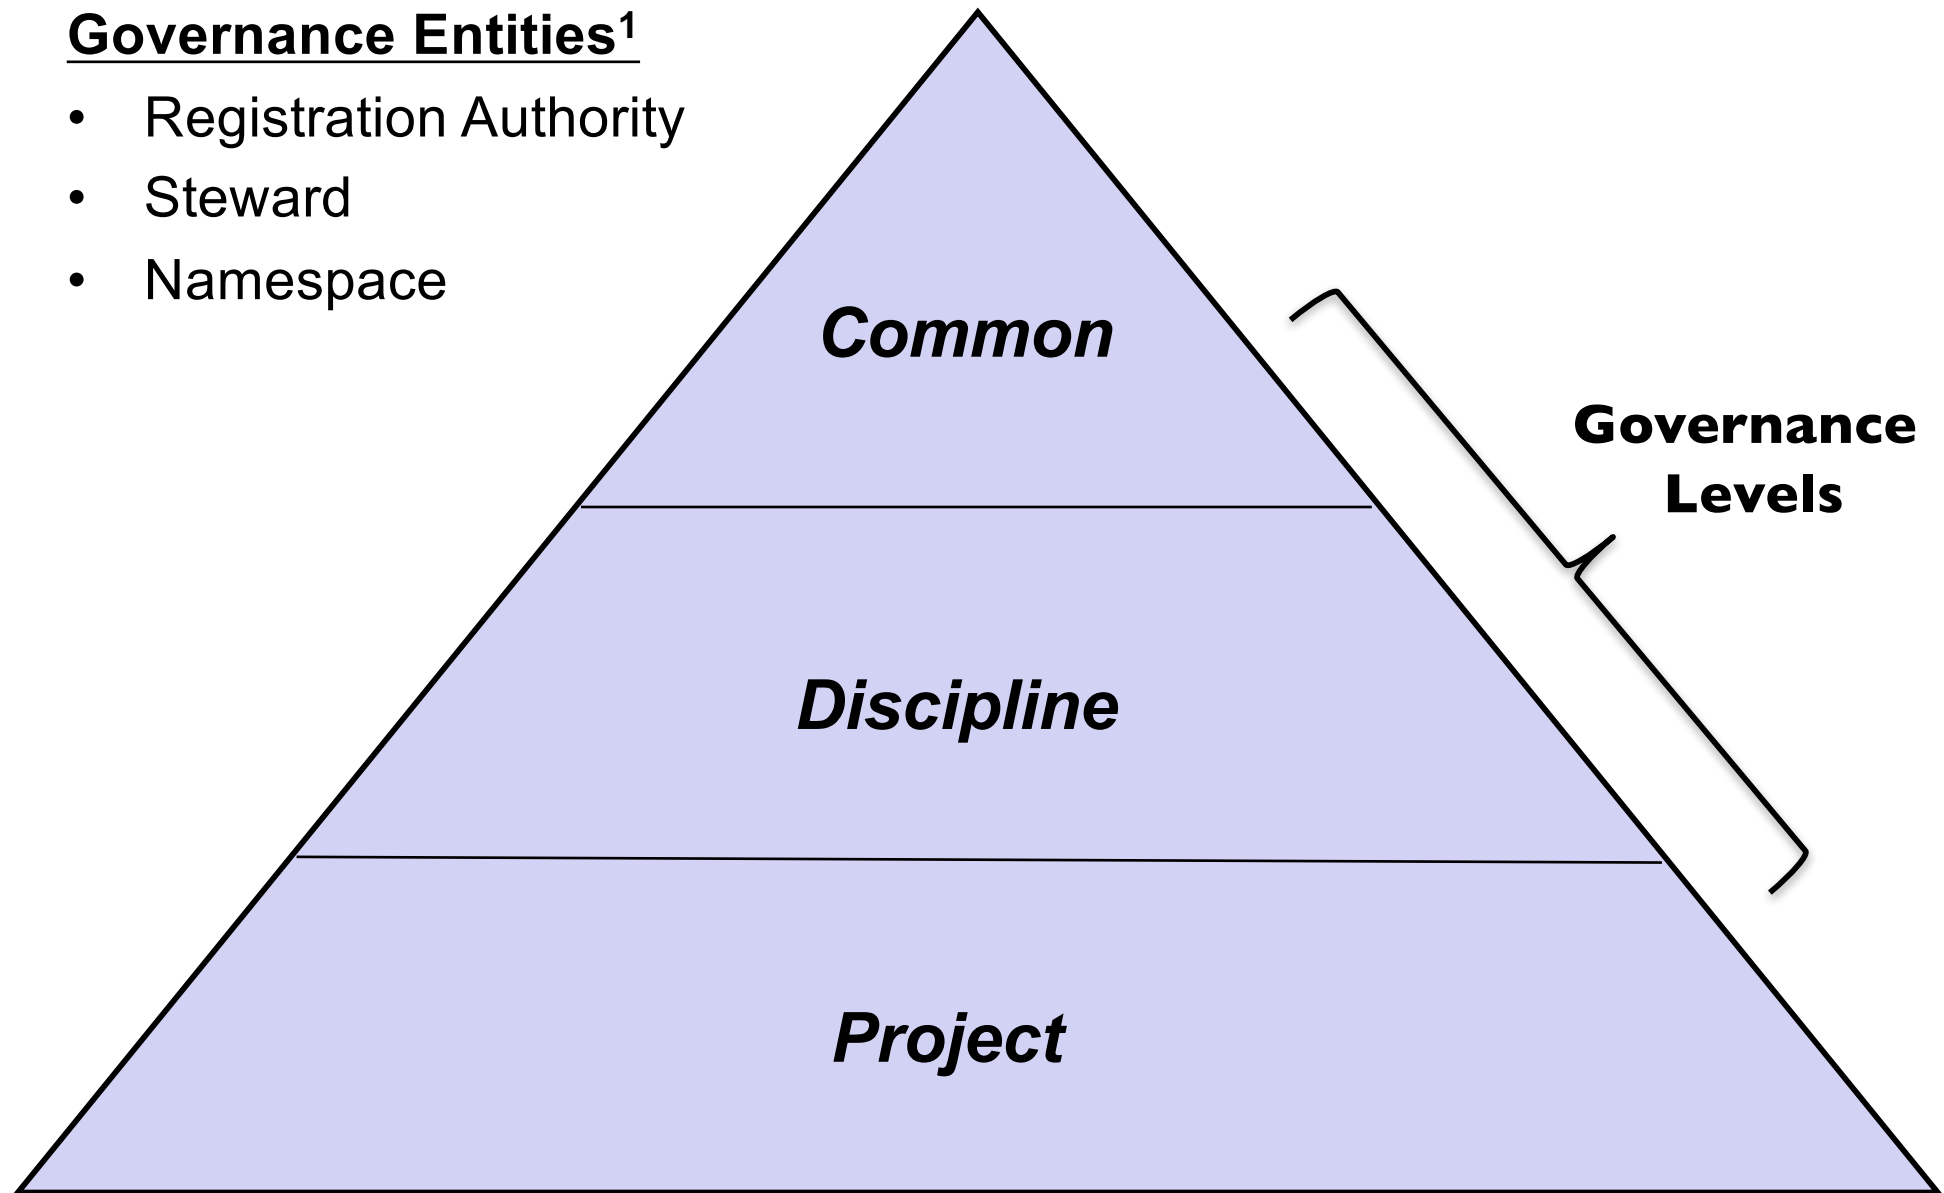 Governance Entities¹
• Registration Authority
• Steward
• Namespace
Common
Governance
Levels
Discipline
Project